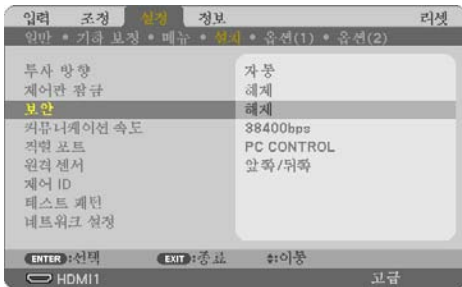 입력 조정 설정 정보 리셋
일반 • 기하 보정 • 메뉴 • 설치 • 옵션(1) • 옵션(2)
투사 방향 자동
제어판 잠금 해제
보안 해제
커뮤니케이션 속도 38400bps
직렬 포트 PC CONTROL
원격 센서 앞쪽/뒤쪽
제어 ID
테스트 패턴
네트워크 설정
ENTER :선택 EXIT :종료 ↕:이동
HDMI1 고급